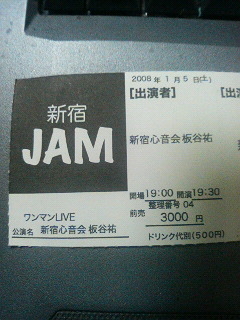 新宿
JAM
ワンマンLIVE
公演名 新宿心音会 板谷祐
2008年 1月 5日(土)
[出演者]
[出
新宿心音会 板谷祐
開場 19:00 開演 19:30
整理番号 04
前売 3000 円
ドリンク代別(500円)